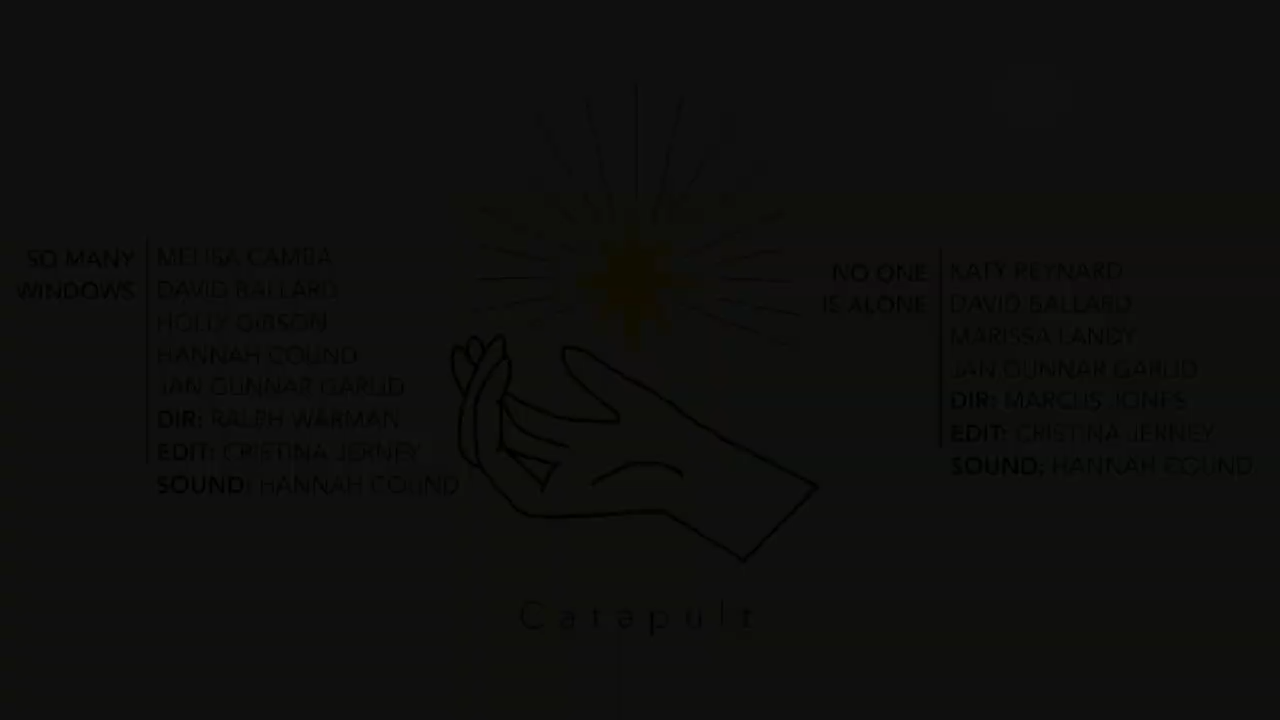 SO MANY
WINDOWS
MELISA CAMBA
DAVID BALLARD
HOLLY GIBSON
HANNAH COUND
JAN GUNNAR GARLID
DIR: RALPH WARMAN
EDIT: CRISTINA JERNEY
SOUND: HANNAH COUND
NO ONE
IS ALONE
KATY REYNARD
DAVID BALLARD
MARISSA LANDY
JAN GUNNAR GARLID
DIR: MARCUS JONES
EDIT: CRISTINA JERNEY
SOUND: HANNAH COUND
Catapult